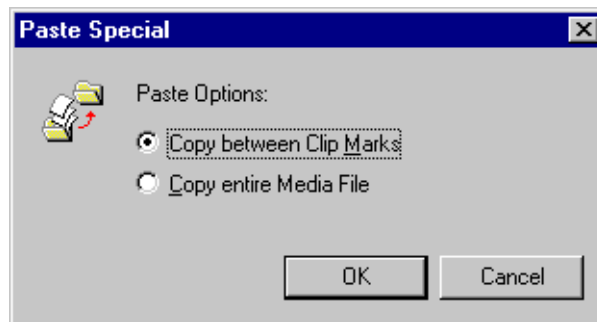 Paste Special
Paste Options:
Copy between Clip Marks
Copy entire Media File
OK Cancel